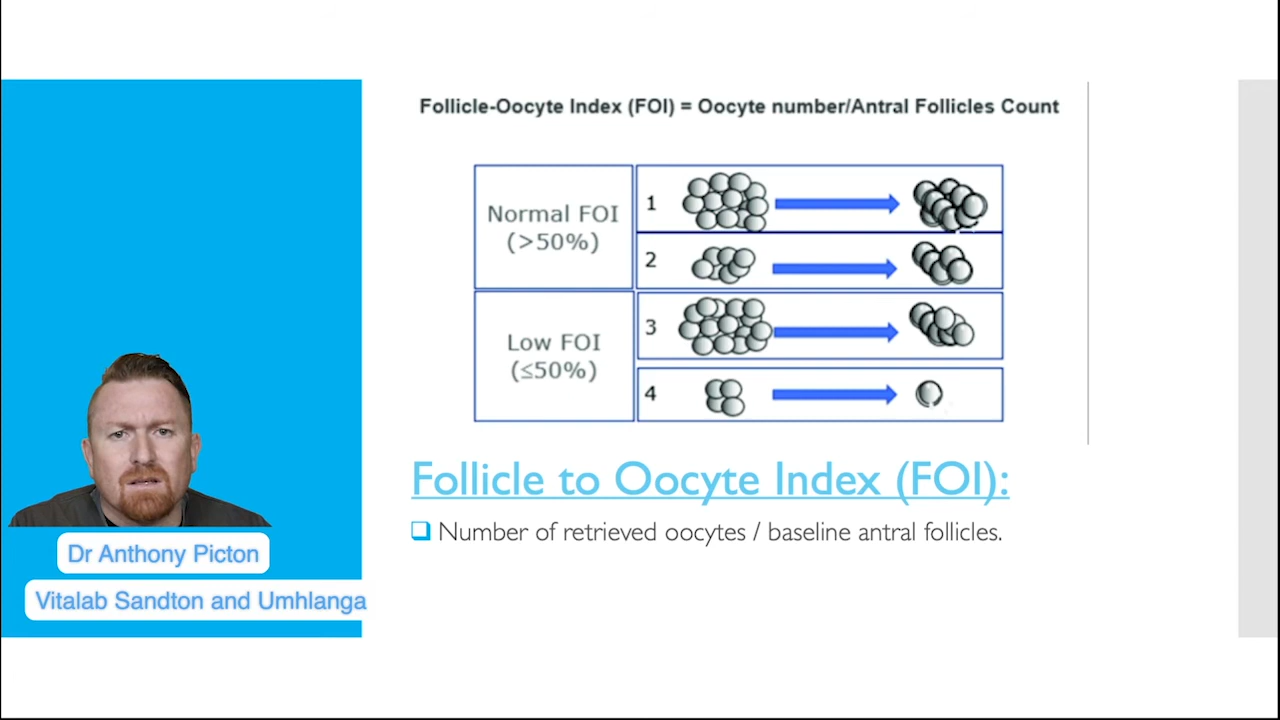 Follicle-Oocyte Index (FOI) = Oocyte number/Antral Follicles Count
Normal FOI
(>50%)
1
2
Low FOI
(≤50%)
3
4
Follicle to Oocyte Index (FOI):
Number of retrieved oocytes / baseline antral follicles.
Dr Anthony Picton
Vitalab Sandton and Umhlanga